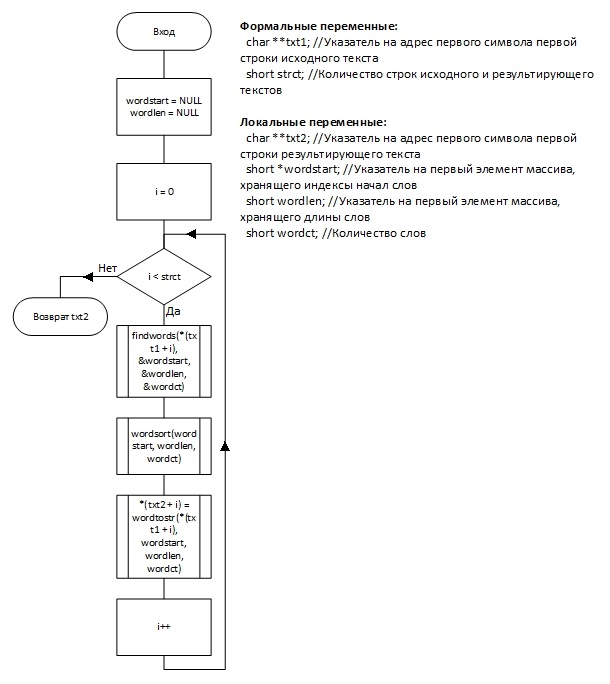 Вход
wordstart = NULL
wordlen = NULL
i = 0
i < strct
Нет
Возврат txt2
Да
findwords(*(tx
t1 + i),
&wordstart,
&wordlen,
&wordct)
wordsort(word
start, wordlen,
wordct)
*(txt2 + i) =
wordtostr(*(tx
t1 + i),
wordstart,
wordlen,
wordct)
i++
Формальные переменные:
char **txt1; //Указатель на адрес первого символа первой
строки исходного текста
short strct; //Количество строк исходного и результирующего
текстов
Локальные переменные:
char **txt2; //Указатель на адрес первого символа первой
строки результирующего текста
short *wordstart; //Указатель на первый элемент массива,
хранящего индексы начал слов
short wordlen; //Указатель на первый элемент массива,
хранящего длины слов
short wordct; //Количество слов